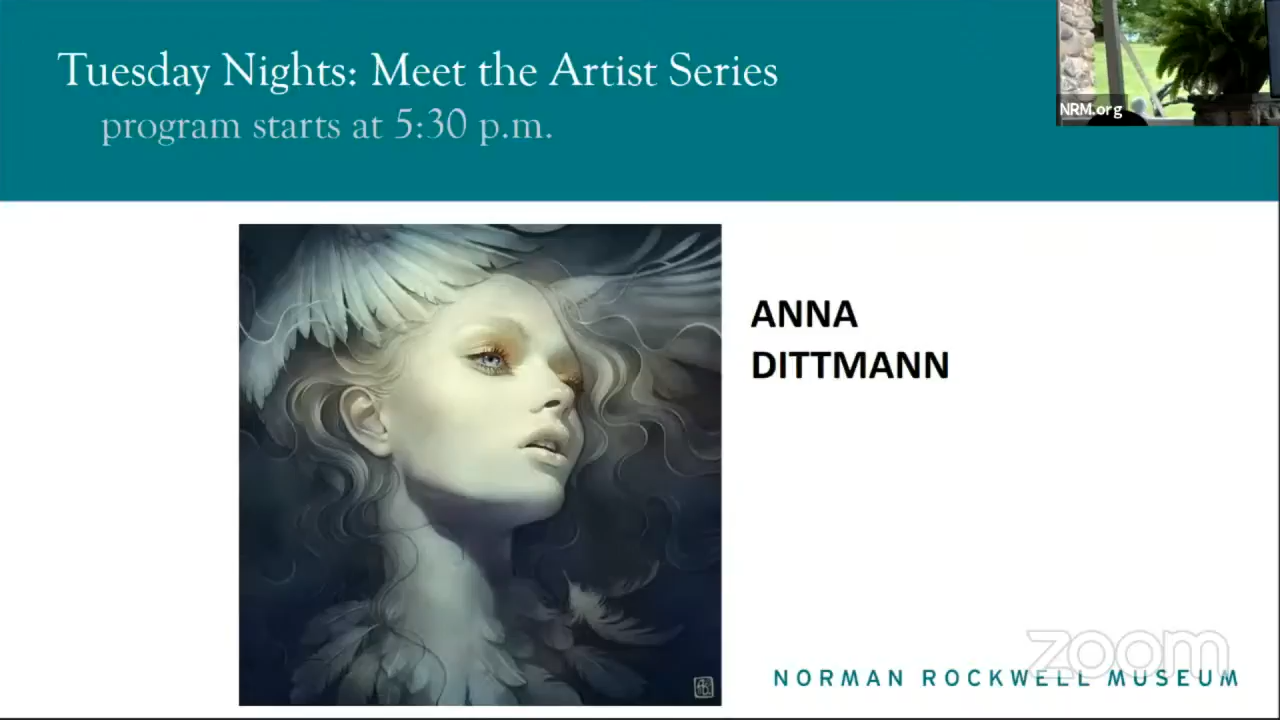 Tuesday Nights: Meet the Artist Series
program starts at 5:30 p.m.
NRM.org
ANNA
DITTMANN
zoom
NORMAN ROCKWELL MUSEUM